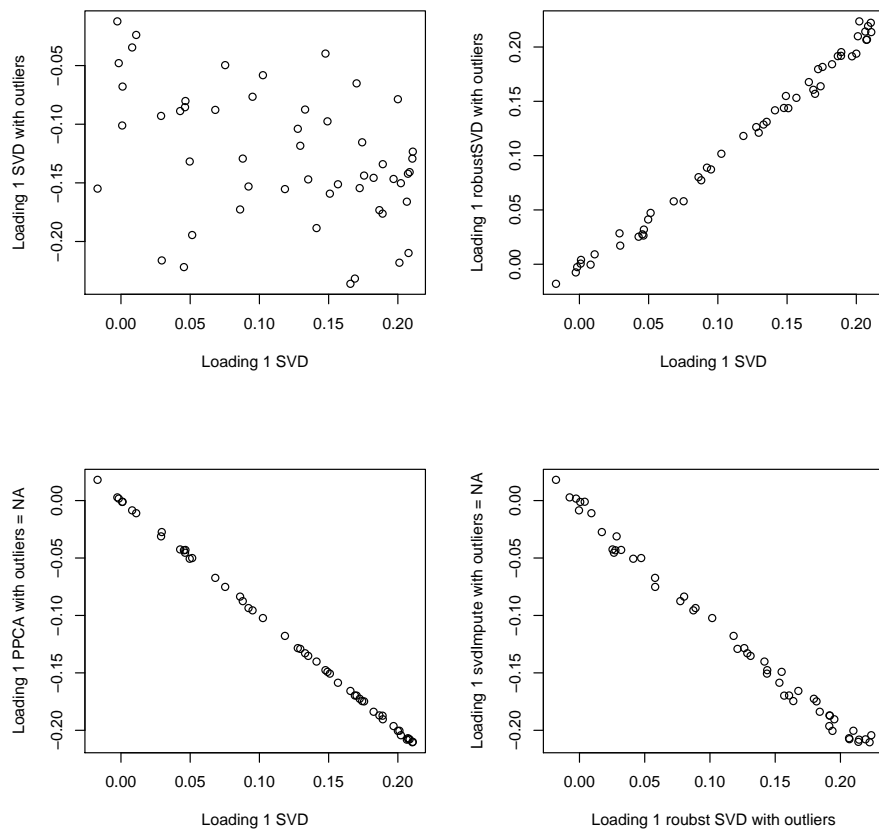 Loading 1 SVD with outliers
−0.20 −0.15 −0.10 −0.05
0.00 0.05 0.10 0.15 0.20
Loading 1 SVD
Loading 1 robustSVD with outliers
0.00 0.05 0.10 0.15 0.20
0.00 0.05 0.10 0.15 0.20
Loading 1 SVD
Loading 1 PPCA with outliers = NA
−0.20 −0.15 −0.10 −0.05 0.00
0.00 0.05 0.10 0.15 0.20
Loading 1 SVD
Loading 1 svdImpute with outliers = NA
−0.20 −0.15 −0.10 −0.05 0.00
0.00 0.05 0.10 0.15 0.20
Loading 1 roubst SVD with outliers